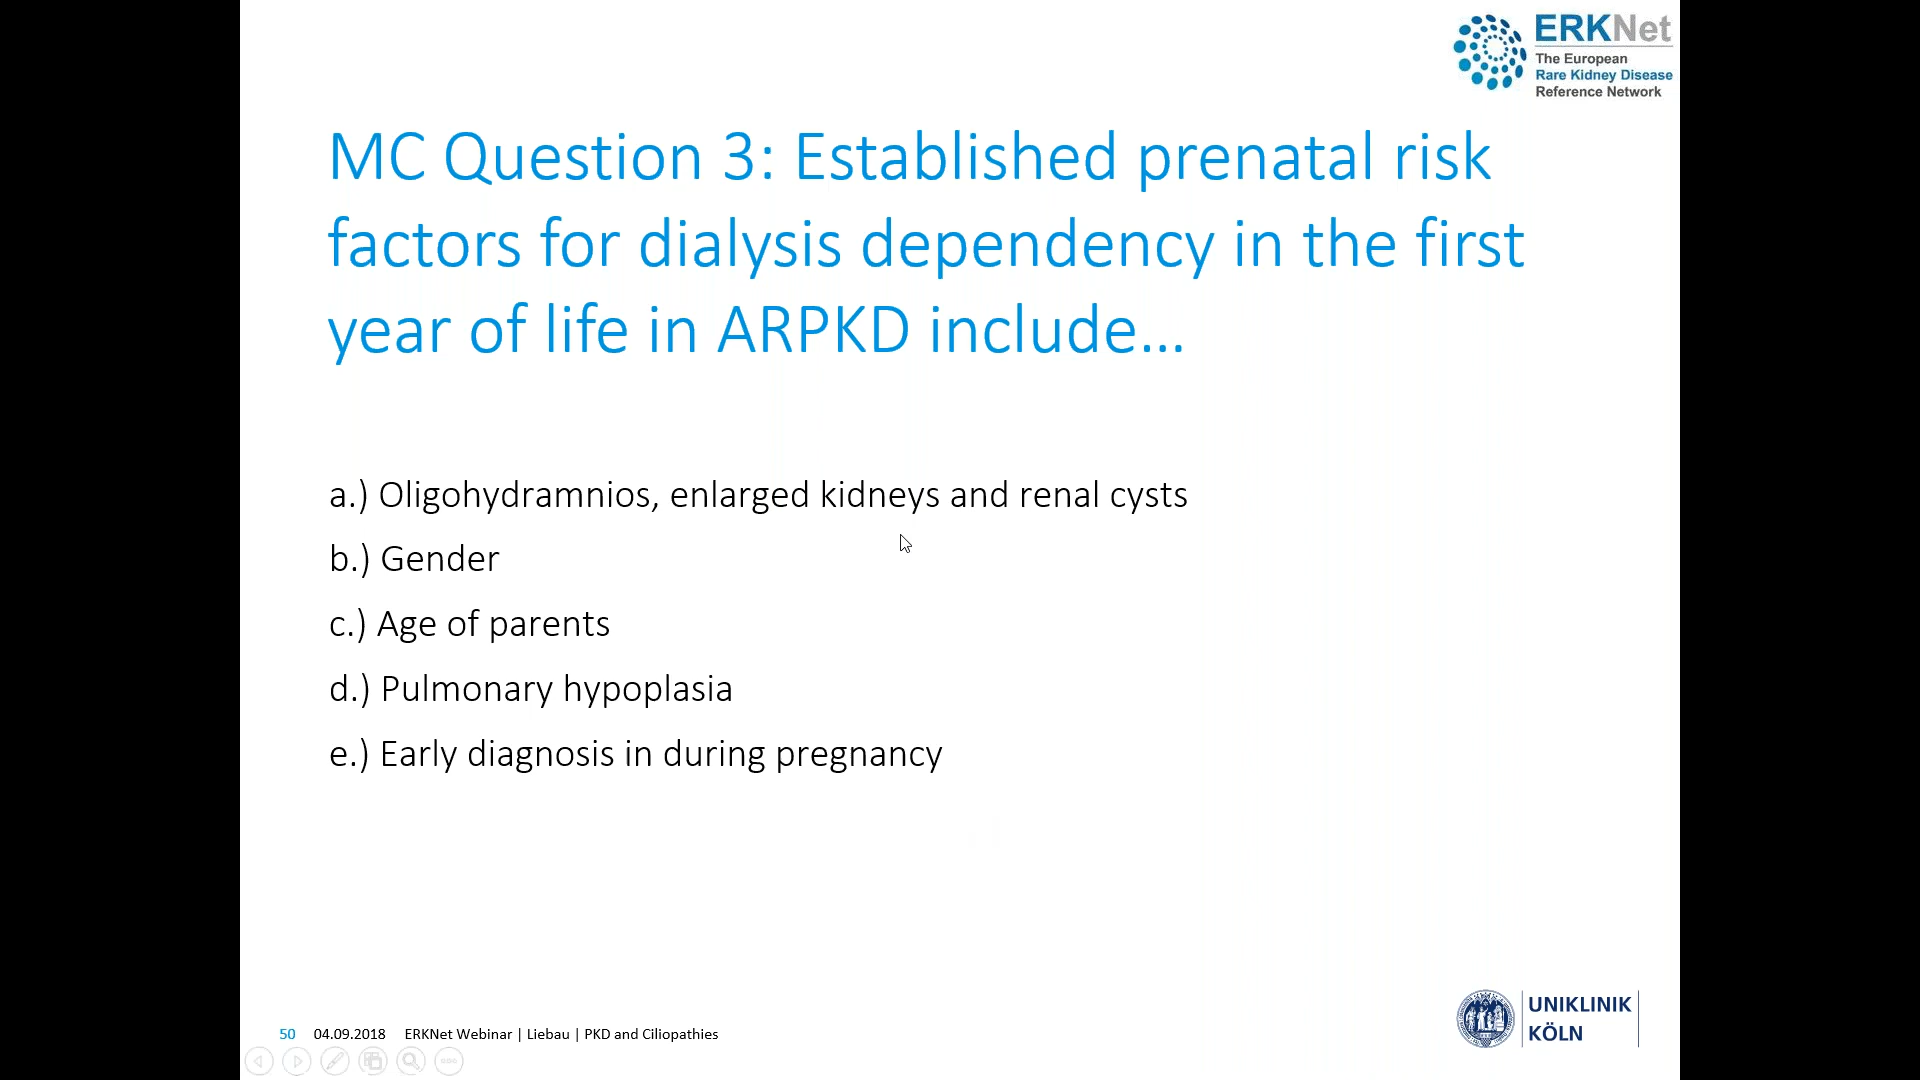 ERKNet
The European
Rare Kidney Disease
Reference Network
MC Question 3: Established prenatal risk
factors for dialysis dependency in the first
year of life in ARPKD include...
a.) Oligohydramnios, enlarged kidneys and renal cysts
b.) Gender
c.) Age of parents
d.) Pulmonary hypoplasia
e.) Early diagnosis in during pregnancy
50 04.09.2018 ERKNet Webinar | Liebau | PKD and Ciliopathies
UNIKLINIK
KÖLN